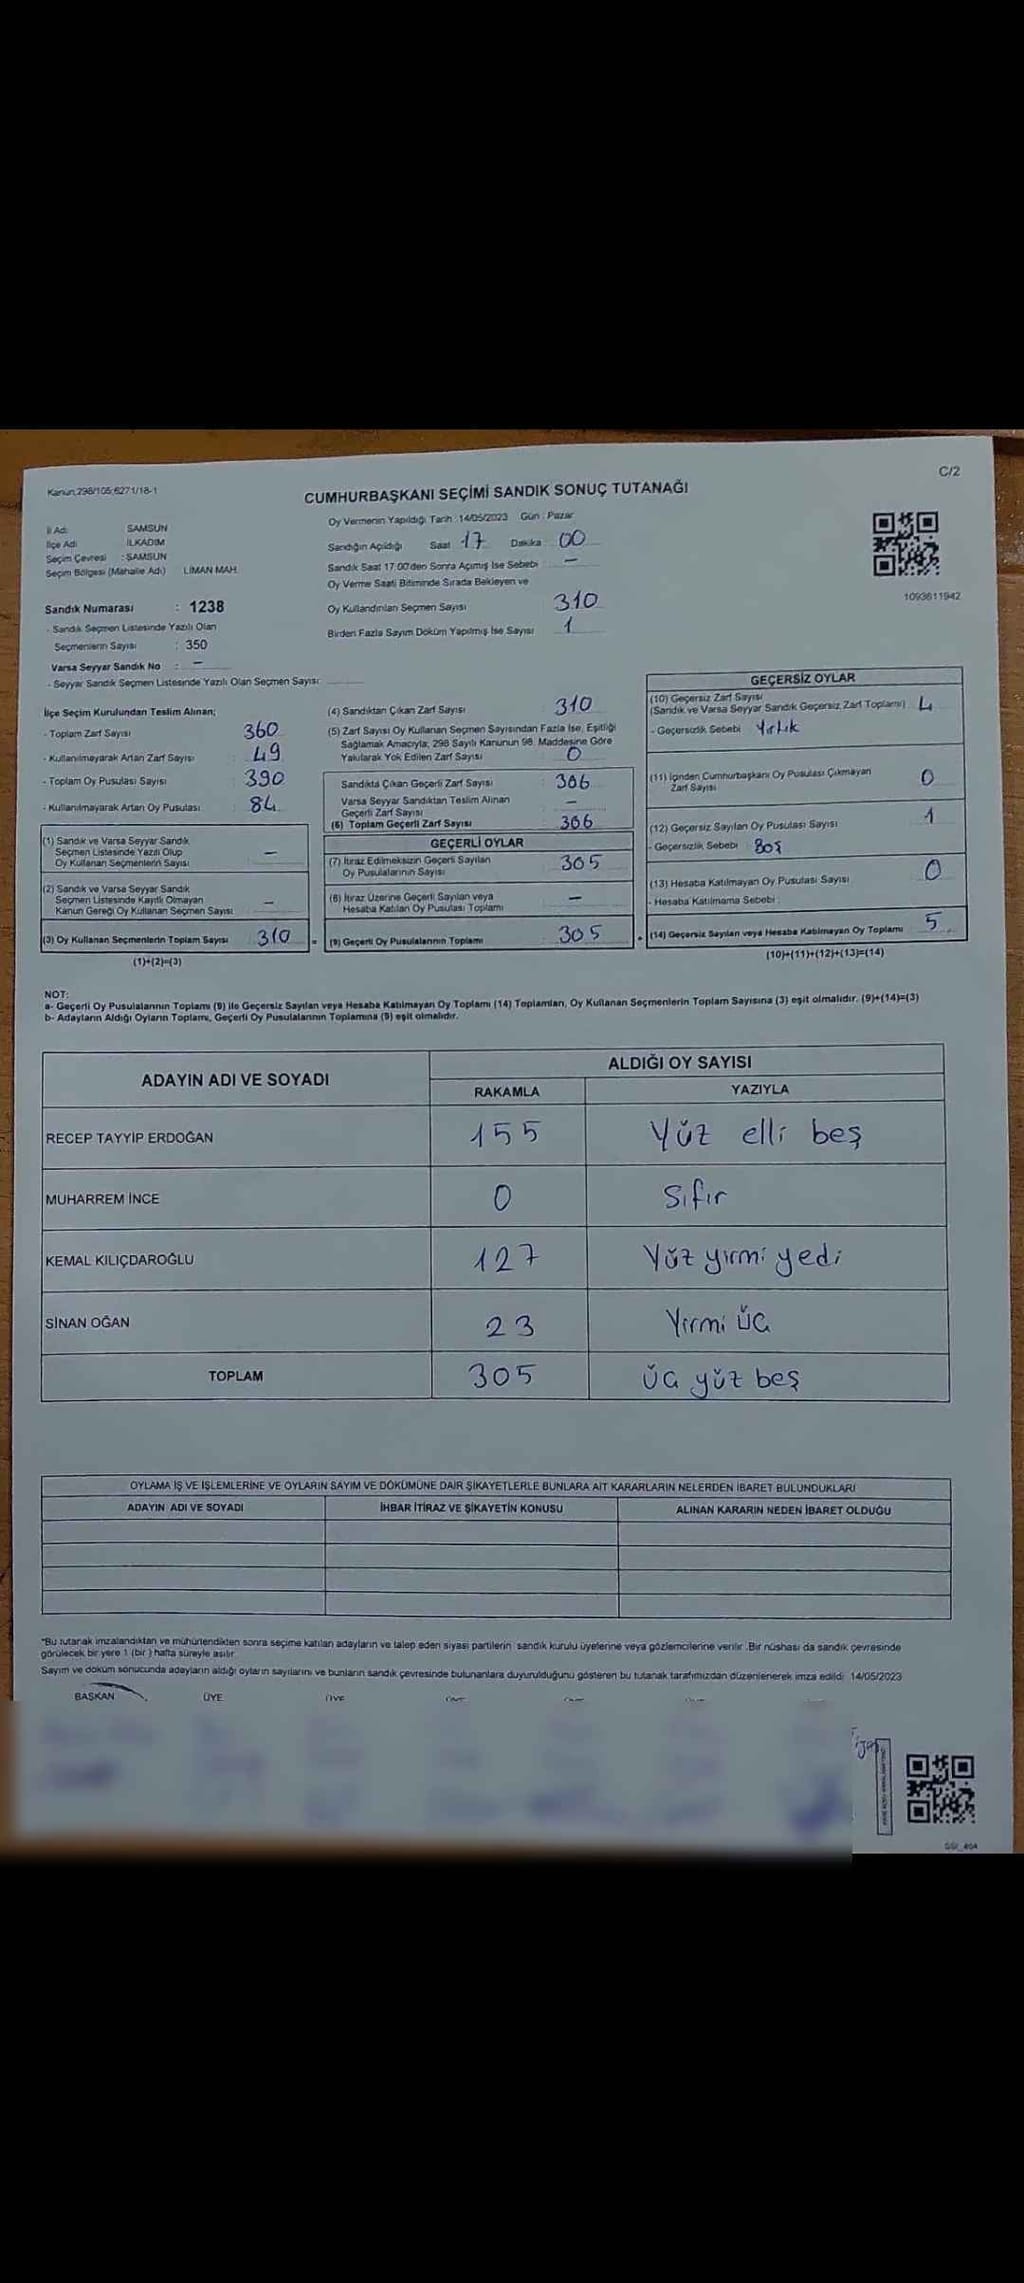 Kanun:298/105;6271/18-1
C/2
CUMHURBAŞKANI SEÇİMİ SANDIK SONUÇ TUTANAĞI
İl Adı : SAMSUN
İlçe Adı : İLKADIM
Seçim Çevresi : SAMSUN
Seçim Bölgesi (Mahalle Adı) LİMAN MAH.
Sandık Numarası : 1238
- Sandık Seçmen Listesinde Yazılı Olan
Seçmenlerin Sayısı : 350
Varsa Seyyar Sandık No : –
- Seyyar Sandık Seçmen Listesinde Yazılı Olan Seçmen Sayısı:
Oy Vermenin Yapıldığı Tarih : 14/05/2023 Gün : Pazar
Sandığın Açıldığı Saat 17 Dakika 00
Sandık Saat 17:00'den Sonra Açılmış İse Sebebi –
Oy Verme Saati Bitiminde Sırada Bekleyen ve
Oy Kullandırılan Seçmen Sayısı 310
Birden Fazla Sayım Döküm Yapılmış İse Sayısı 1
1093611942
İlçe Seçim Kurulundan Teslim Alınan;
- Toplam Zarf Sayısı : 360
- Kullanılmayarak Artan Zarf Sayısı : 49
- Toplam Oy Pusulası Sayısı : 390
- Kullanılmayarak Artan Oy Pusulası : 84
(1) Sandık ve Varsa Seyyar Sandık
Seçmen Listesinde Yazılı Olup
Oy Kullanan Seçmenlerin Sayısı –
(2) Sandık ve Varsa Seyyar Sandık
Seçmen Listesinde Kayıtlı Olmayan
Kanun Gereği Oy Kullanan Seçmen Sayısı –
(3) Oy Kullanan Seçmenlerin Toplam Sayısı 310
(1)+(2)=(3)
(4) Sandıktan Çıkan Zarf Sayısı 310
(5) Zarf Sayısı Oy Kullanan Seçmen Sayısından Fazla İse, Eşitliği
Sağlamak Amacıyla, 298 Sayılı Kanunun 98. Maddesine Göre
Yakılarak Yok Edilen Zarf Sayısı 0
Sandıkta Çıkan Geçerli Zarf Sayısı 306
Varsa Seyyar Sandıktan Teslim Alınan
Geçerli Zarf Sayısı –
(6) Toplam Geçerli Zarf Sayısı 306
GEÇERLİ OYLAR
(7) İtiraz Edilmeksizin Geçerli Sayılan
Oy Pusulalarının Sayısı 305
(8) İtiraz Üzerine Geçerli Sayılan veya
Hesaba Katılan Oy Pusulası Toplamı –
= (9) Geçerli Oy Pusulalarının Toplamı 305
GEÇERSİZ OYLAR
(10) Geçersiz Zarf Sayısı
(Sandık ve Varsa Seyyar Sandık Geçersiz Zarf Toplamı) 4
- Geçersizlik Sebebi Yırtık
(11) İçinden Cumhurbaşkanı Oy Pusulası Çıkmayan
Zarf Sayısı 0
(12) Geçersiz Sayılan Oy Pusulası Sayısı 1
- Geçersizlik Sebebi Boş
(13) Hesaba Katılmayan Oy Pusulası Sayısı 0
- Hesaba Katılmama Sebebi :
+ (14) Geçersiz Sayılan veya Hesaba Katılmayan Oy Toplamı 5
(10)+(11)+(12)+(13)=(14)
NOT:
a- Geçerli Oy Pusulalarının Toplamı (9) ile Geçersiz Sayılan veya Hesaba Katılmayan Oy Toplamı (14) Toplamları, Oy Kullanan Seçmenlerin Toplam Sayısına (3) eşit olmalıdır. (9)+(14)=(3)
b- Adayların Aldığı Oyların Toplamı, Geçerli Oy Pusulalarının Toplamına (9) eşit olmalıdır.
ADAYIN ADI VE SOYADI
ALDIĞI OY SAYISI
RAKAMLA YAZIYLA
RECEP TAYYİP ERDOĞAN 155 Yüz elli beş
MUHARREM İNCE 0 Sıfır
KEMAL KILIÇDAROĞLU 127 Yüz yirmi yedi
SİNAN OĞAN 23 Yirmi üç
TOPLAM 305 üç yüz beş
OYLAMA İŞ VE İŞLEMLERİNE VE OYLARIN SAYIM VE DÖKÜMÜNE DAİR ŞİKAYETLERLE BUNLARA AİT KARARLARIN NELERDEN İBARET BULUNDUKLARI
ADAYIN ADI VE SOYADI İHBAR İTİRAZ VE ŞİKAYETİN KONUSU ALINAN KARARIN NEDEN İBARET OLDUĞU
*Bu tutanak imzalandıktan ve mühürlendikten sonra seçime katılan adayların ve talep eden siyasi partilerin sandık kurulu üyelerine veya gözlemcilerine verilir. Bir nüshası da sandık çevresinde
görülecek bir yere 1 (bir) hafta süreyle asılır.
Sayım ve döküm sonucunda adayların aldığı oyların sayılarını ve bunların sandık çevresinde bulunanlara duyurulduğunu gösteren bu tutanak tarafımızdan düzenlenerek imza edildi. 14/05/2023
BAŞKAN ÜYE ÜYE ÜYE ÜYE ÜYE ÜYE